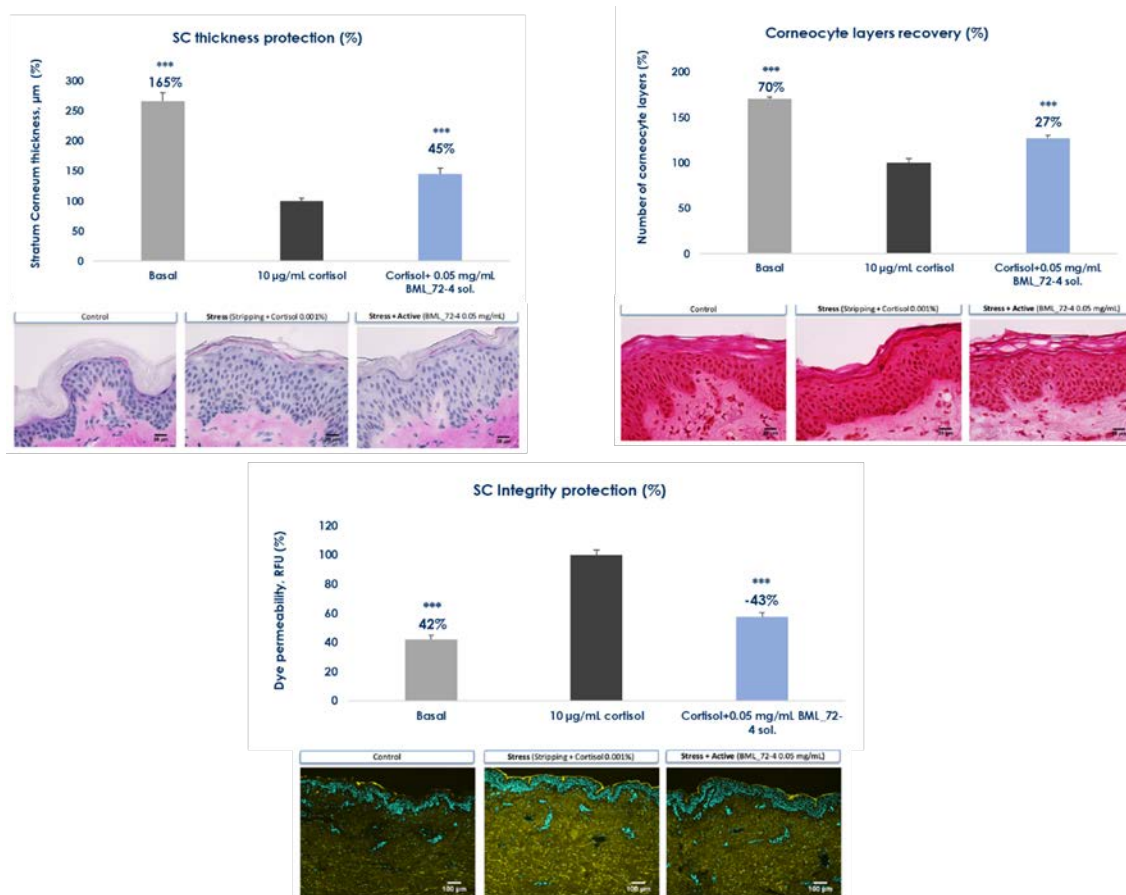 SC thickness protection (%)
Stratum Corneum thickness, µm (%)
300
250
200
150
100
50
0
***
165%
***
45%
Basal
10 µg/mL cortisol
Cortisol+ 0.05 mg/mL
BML_72-4 sol.
Control
Stress (Stripping + Cortisol 0.001%)
Stress + Active (BML_72-4 0.05 mg/mL)
Corneocyte layers recovery (%)
Number of corneocyte layers (%)
200
150
100
50
0
***
70%
***
27%
Basal
10 µg/mL cortisol
Cortisol+0.05 mg/mL
BML_72-4 sol.
Control
Stress (Stripping + Cortisol 0.001%)
Stress + Active (BML_72-4 0.05 mg/mL)
SC Integrity protection (%)
Dye permeability, RFU (%)
120
100
80
60
40
20
0
***
42%
***
-43%
Basal
10 µg/mL cortisol
Cortisol+0.05 mg/mL BML_72-
4 sol.
Control
Stress (Stripping + Cortisol 0.001%)
Stress + Active (BML_72-4 0.05 mg/mL)
100 µm
100 µm
100 µm